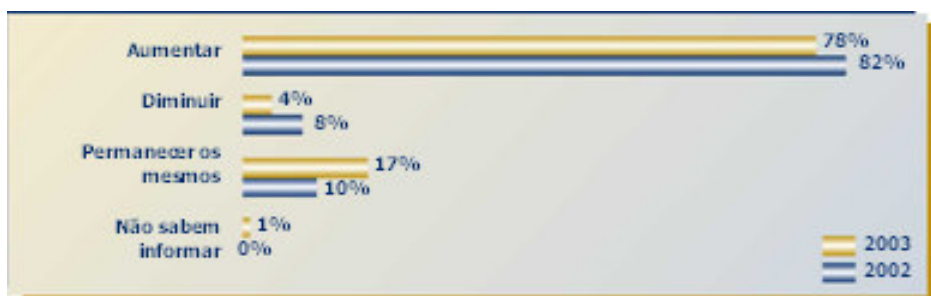 Aumentar
78%
82%
Diminuir
4%
8%
Permanecer os
mesmos
17%
10%
Não sabem
informar
1%
0%
2003
2002